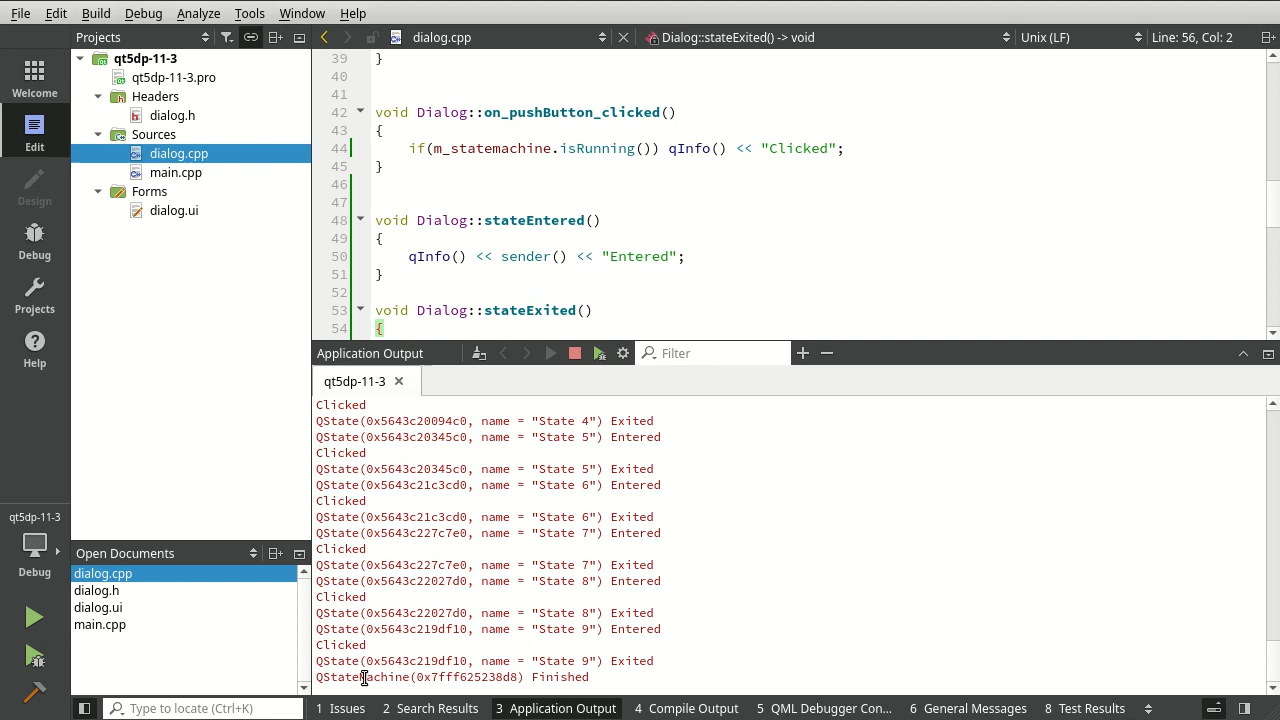 File Edit Build Debug Analyze Tools Window Help
Projects
dialog.cpp
Dialog::stateExited() -> void
Unix (LF)
Line: 56, Col: 2
Welcome
Edit
Design
Debug
Projects
Help
qt5dp-11-3
Debug
qt5dp-11-3
qt5dp-11-3.pro
Headers
dialog.h
Sources
dialog.cpp
main.cpp
Forms
dialog.ui
Open Documents
dialog.cpp
dialog.h
dialog.ui
main.cpp
39 }
40
41
42 void Dialog::on_pushButton_clicked()
43 {
44 if(m_statemachine.isRunning()) qInfo() << "Clicked";
45 }
46
47
48 void Dialog::stateEntered()
49 {
50 qInfo() << sender() << "Entered";
51 }
52
53 void Dialog::stateExited()
54 {
Application Output
Filter
qt5dp-11-3
Clicked
QState(0x5643c20094c0, name = "State 4") Exited
QState(0x5643c20345c0, name = "State 5") Entered
Clicked
QState(0x5643c20345c0, name = "State 5") Exited
QState(0x5643c21c3cd0, name = "State 6") Entered
Clicked
QState(0x5643c21c3cd0, name = "State 6") Exited
QState(0x5643c227c7e0, name = "State 7") Entered
Clicked
QState(0x5643c227c7e0, name = "State 7") Exited
QState(0x5643c22027d0, name = "State 8") Entered
Clicked
QState(0x5643c22027d0, name = "State 8") Exited
QState(0x5643c219df10, name = "State 9") Entered
Clicked
QState(0x5643c219df10, name = "State 9") Exited
QStateMachine(0x7fff625238d8) Finished
Type to locate (Ctrl+K)
1 Issues
2 Search Results
3 Application Output
4 Compile Output
5 QML Debugger Con...
6 General Messages
8 Test Results